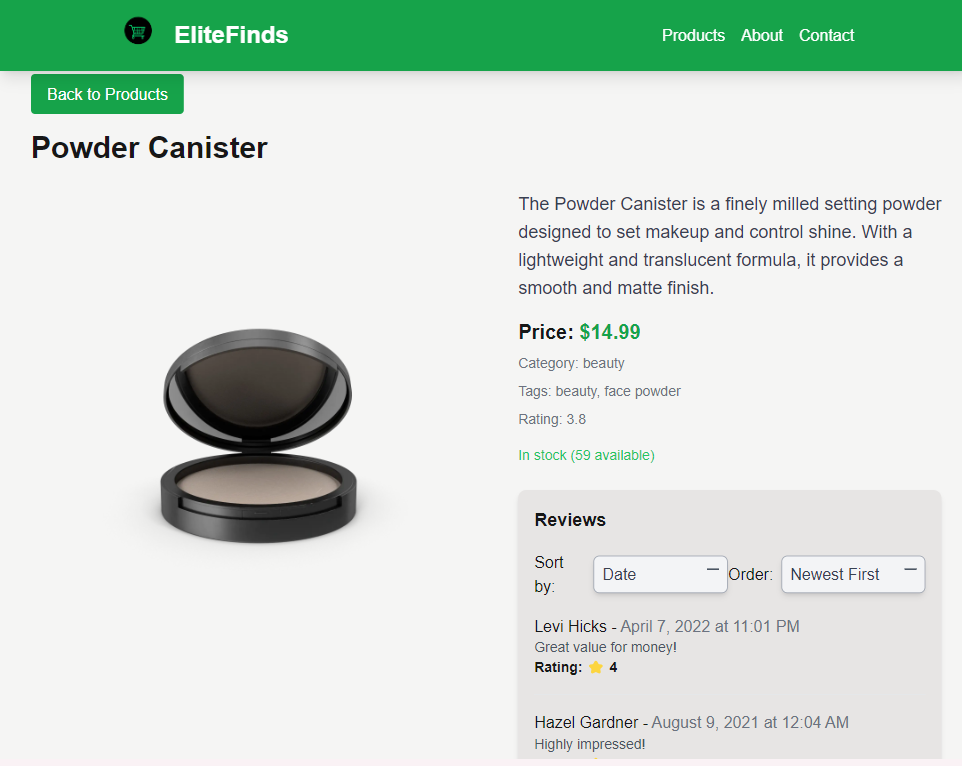 EliteFinds
Products About Contact
Back to Products
Powder Canister
The Powder Canister is a finely milled setting powder
designed to set makeup and control shine. With a
lightweight and translucent formula, it provides a
smooth and matte finish.
Price: $14.99
Category: beauty
Tags: beauty, face powder
Rating: 3.8
In stock (59 available)
Reviews
Sort by: Date Order: Newest First
Levi Hicks - April 7, 2022 at 11:01 PM
Great value for money!
Rating: ⭐ 4
Hazel Gardner - August 9, 2021 at 12:04 AM
Highly impressed!